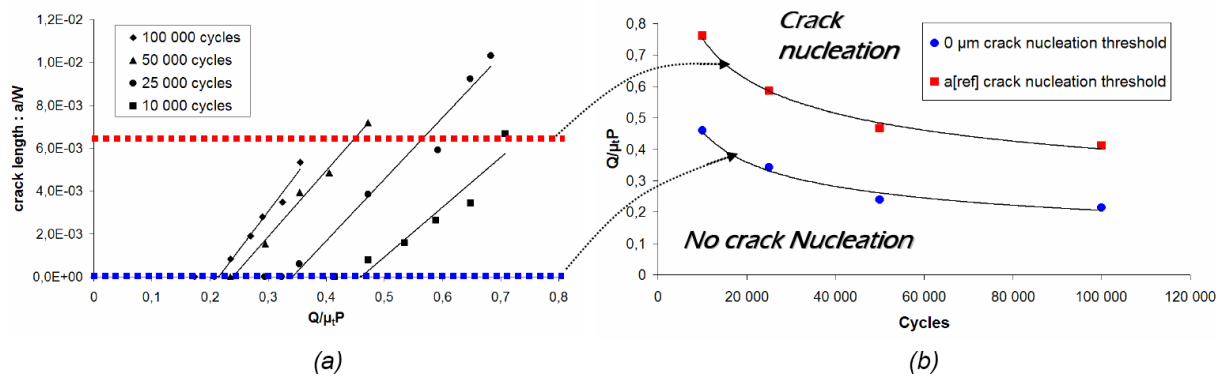 1,2E-02
1,0E-02
8,0E-03
6,0E-03
4,0E-03
2,0E-03
0,0E+00
crack length : a/W
100 000 cycles
50 000 cycles
25 000 cycles
10 000 cycles
0 0,1 0,2 0,3 0,4 0,5 0,6 0,7 0,8
Q/μₜP
(a)
0,8
0,7
0,6
0,5
0,4
0,3
0,2
0,1
0
Q/μₜP
Crack
nucleation
0 μm crack nucleation threshold
a[ref] crack nucleation threshold
No crack Nucleation
0 20 000 40 000 60 000 80 000 100 000 120 000
Cycles
(b)